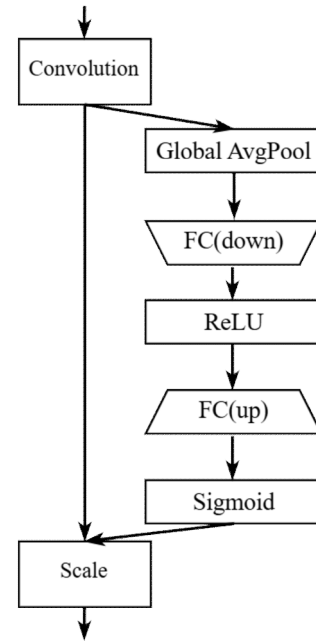 Convolution
Global AvgPool
FC(down)
ReLU
FC(up)
Sigmoid
Scale